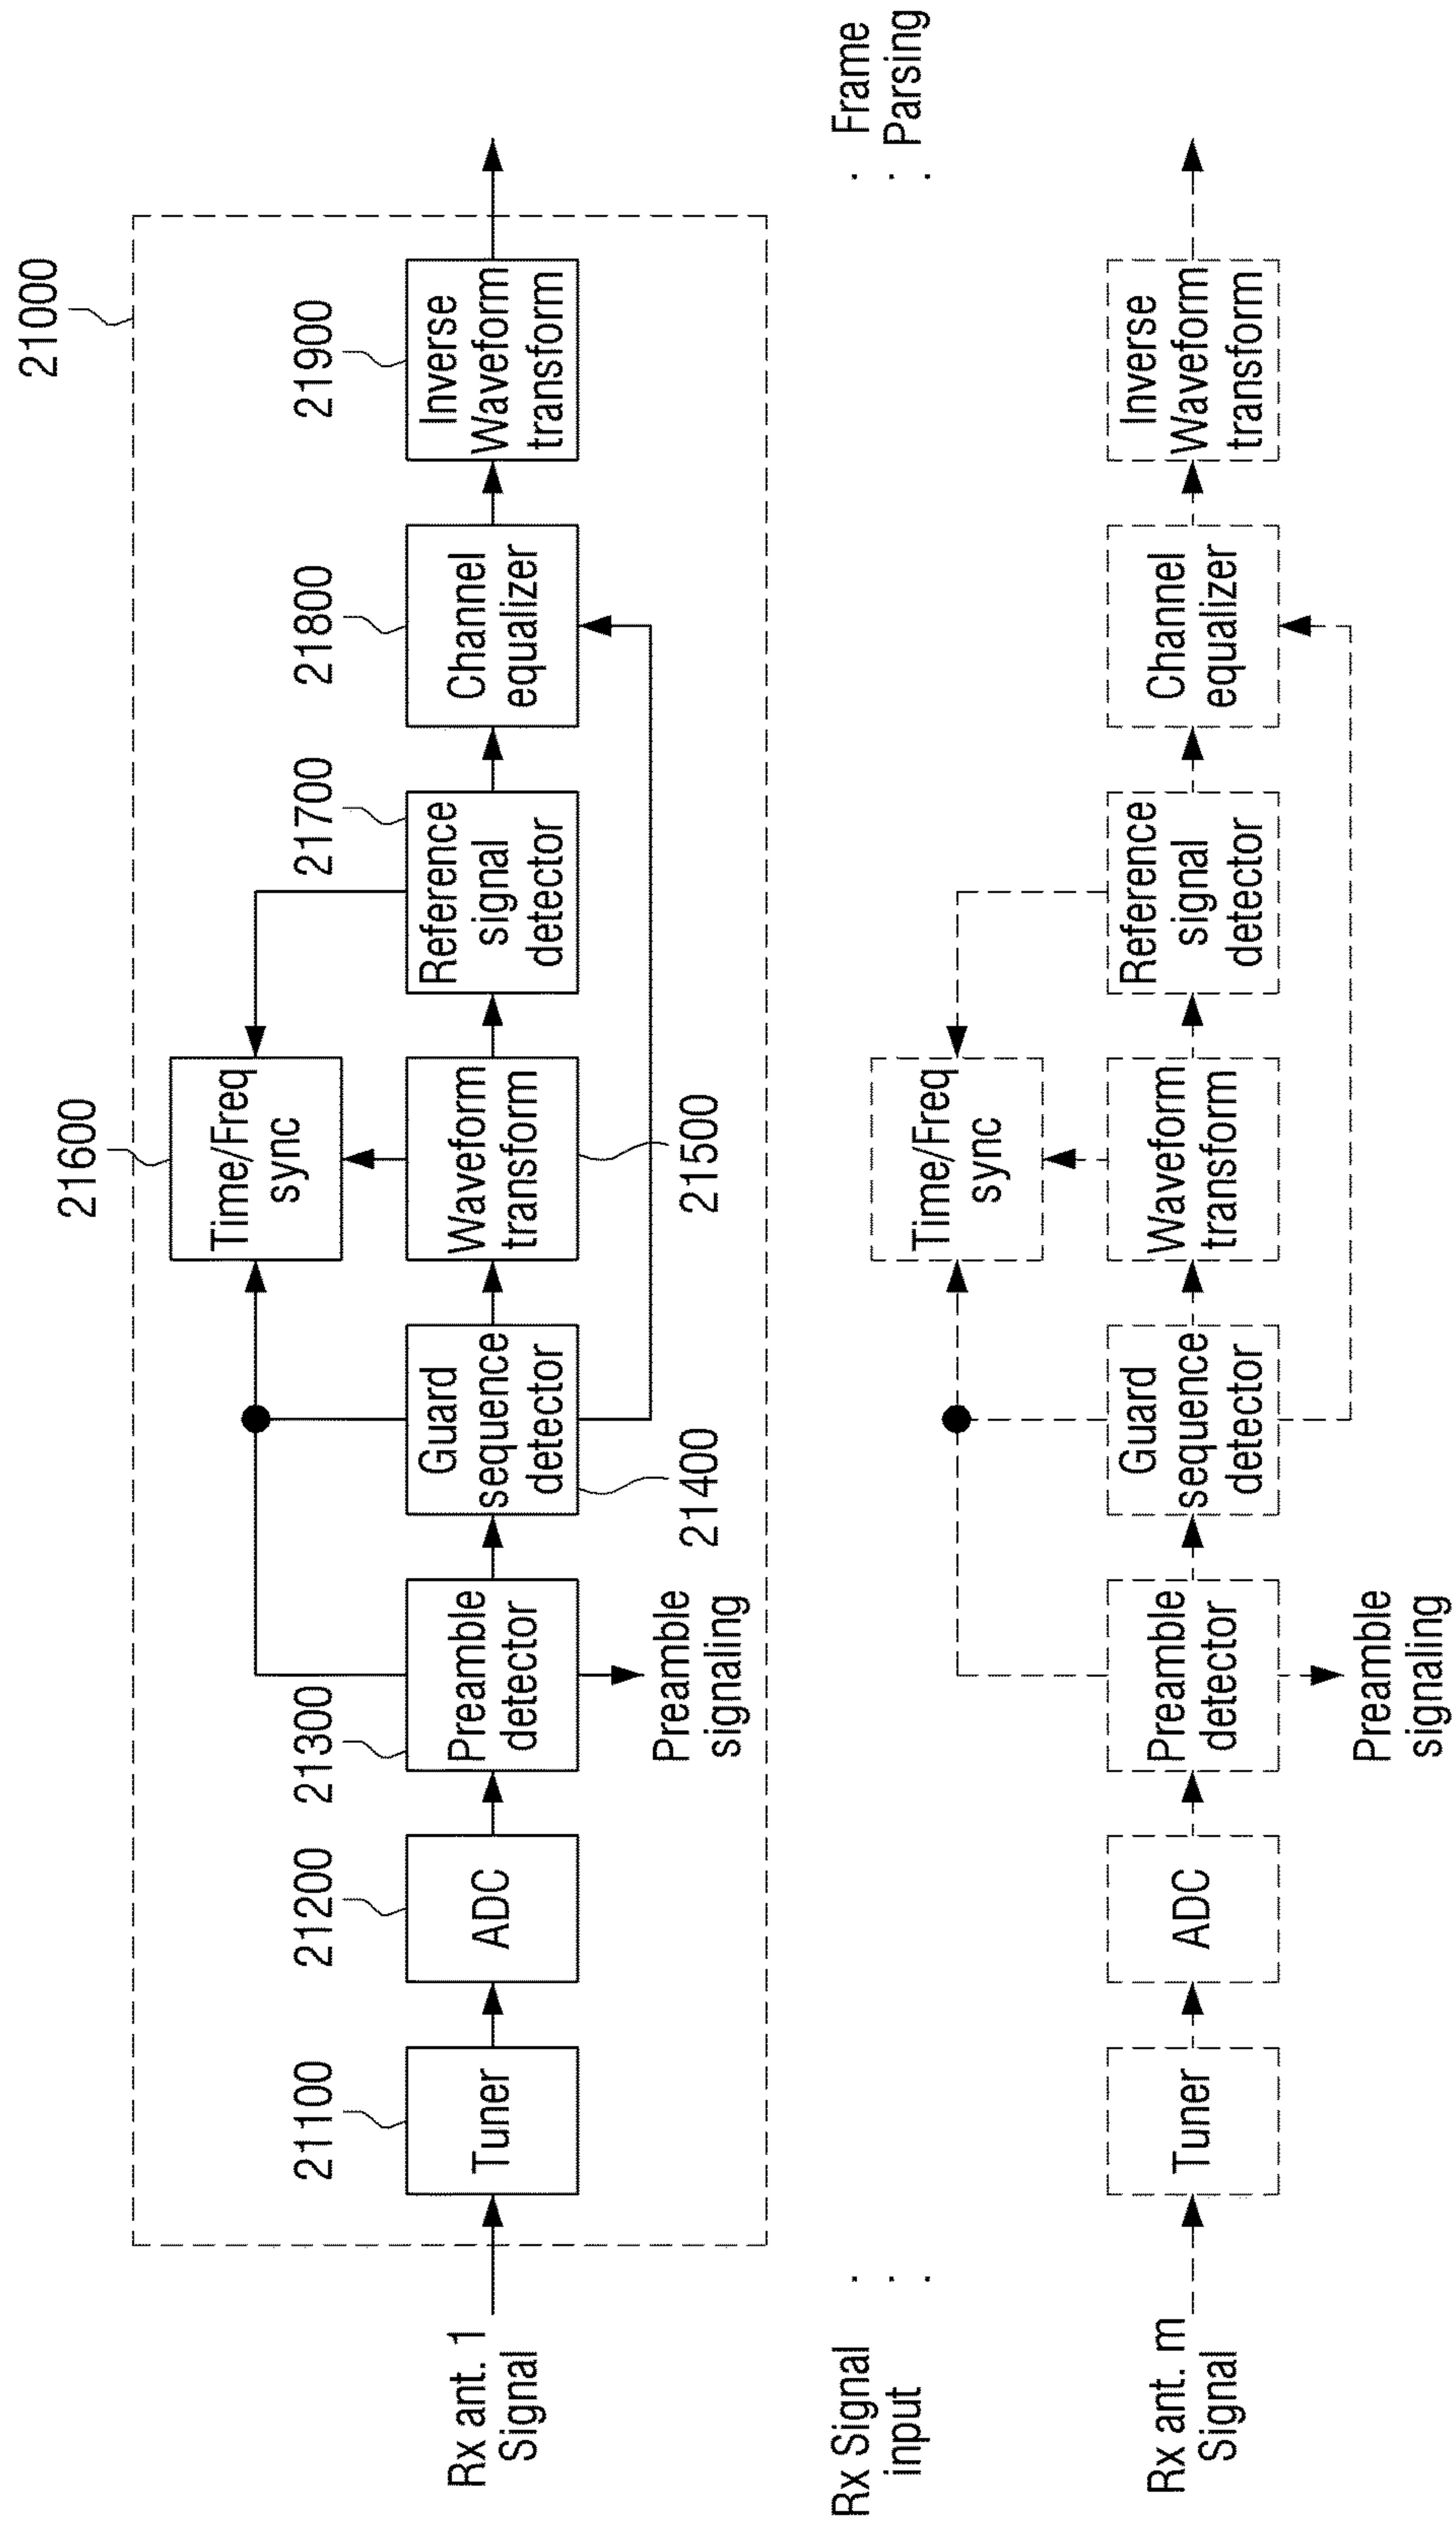 21000
21600
Time/Freq
sync
21100
21200
21300
21700
21800
21900
Rx ant. 1
Signal
Tuner
ADC
Preamble
detector
Guard
sequence
detector
Waveform
transform
Reference
signal
detector
Channel
equalizer
Inverse
Waveform
transform
21400
21500
Preamble
signaling
Rx Signal
input
Frame
Parsing
Time/Freq
sync
Rx ant. m
Signal
Tuner
ADC
Preamble
detector
Guard
sequence
detector
Waveform
transform
Reference
signal
detector
Channel
equalizer
Inverse
Waveform
transform
Preamble
signaling